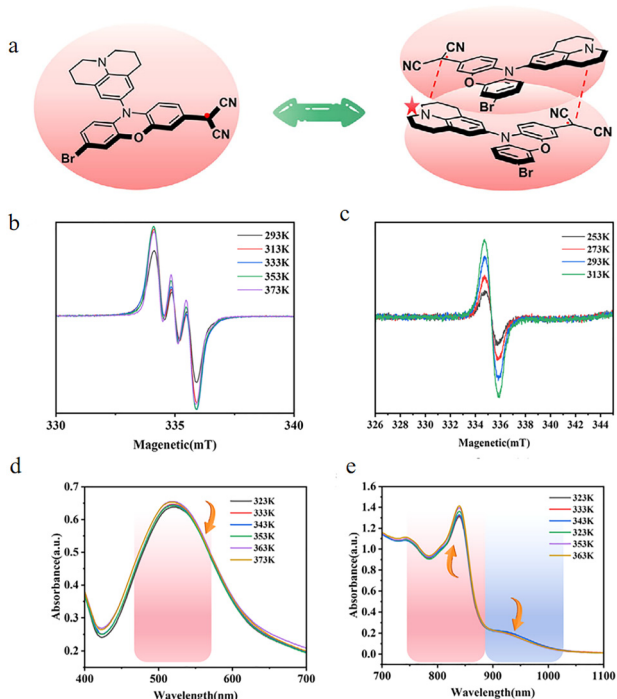 a
N
N
O
Br
CN
CN
CN
NC
N
N
O
Br
N
N
CN
CN
O
Br
b
293K
313K
333K
353K
373K
330
335
340
Magenetic(mT)
c
253K
273K
293K
313K
326
328
330
332
334
336
338
340
342
344
Magenetic(mT)
d
0.7
0.6
0.5
0.4
0.3
0.2
Absorbance(a.u.)
323K
333K
343K
353K
363K
373K
400
500
600
700
Wavelength(nm)
e
1.6
1.4
1.2
1.0
0.8
0.6
0.4
0.2
0.0
Absorbance(a.u.)
323K
333K
343K
323K
353K
363K
700
800
900
1000
1100
Wavelength(nm)